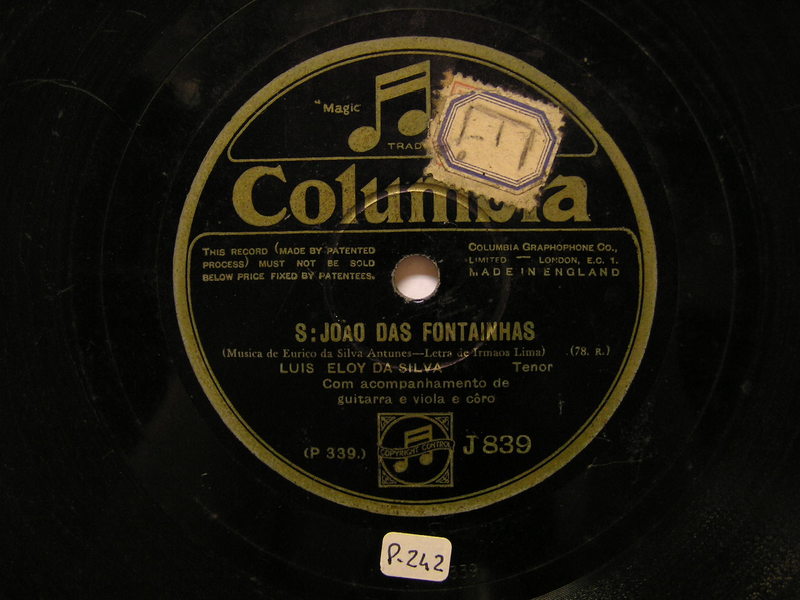 "Magic
TRAD
Columbia
THIS RECORD (MADE BY PATENTED
PROCESS) MUST NOT BE SOLD
BELOW PRICE FIXED BY PATENTEES.
COLUMBIA GRAPHOPHONE CO.,
LIMITED — LONDON, E.C. 1.
MADE IN ENGLAND
S: JOAO DAS FONTAINHAS
(Musica de Eurico da Silva Antunes—Letra de Irmaos Lima) (78. R.)
LUIS ELOY DA SILVA Tenor
Com acompanhamento de
guitarra e viola e côro
(P 339.)
COPYRIGHT CONTROL
J 839
P-242